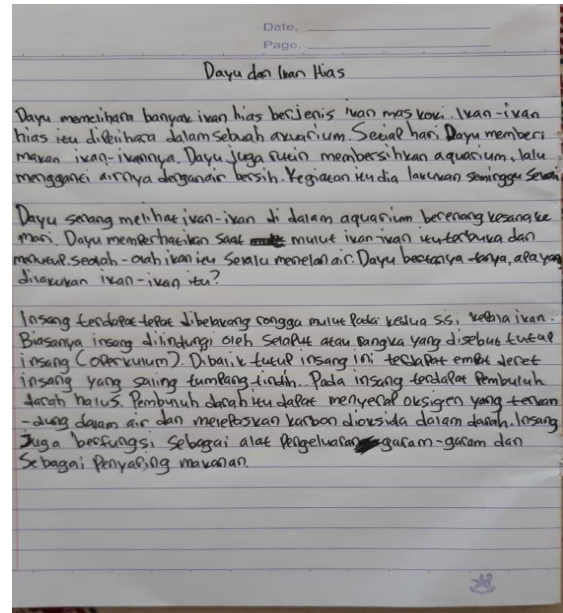 Date.
Page.
Dayu dan Ikan Hias
Dayu memelihara banyak ikan hias berjenis ikan mas koki. Ikan-ikan
hias itu dipelihara dalam sebuah akuarium. Setiap hari Dayu memberi
makan ikan-ikannya. Dayu juga rutin membersihkan aquarium, lalu
mengganti airnya dengan air bersih. Kegiatan itu dia lakukan seminggu sekali
Dayu senang melihat ikan-ikan di dalam aquarium berenang kesana ke
mari. Dayu memperhatikan saat mulut ikan-ikan itu terbuka dan
menutup. Seolah-olah ikan itu selalu menelan air. Dayu bertanya-tanya, apa yang
dilakukan ikan-ikan itu?
Insang terdapat tepat dibelakang rongga mulut Pada kedua sisi kepala ikan.
Biasanya insang dilindungi oleh selaput atau rangka yang disebut tutup
insang (operkulum). Dibalik tutup insang ini terdapat empat deret
insang yang saling tumpang tindih. Pada insang terdapat Pembuluh
darah halus. Pembuluh darah itu dapat menyerap oksigen yang terkan
-dung dalam air dan melepaskan karbon dioksida dalam darah. Insang
Juga berfungsi sebagai alat Pengeluaran garam-garam dan
Sebagai Penyaring makanan.